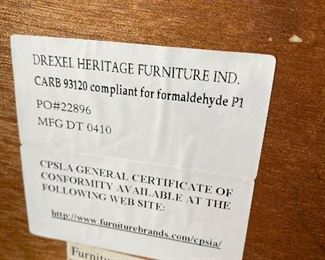 DREXEL HERITAGE FURNITURE IND.
CARB 93120 compliant for formaldehyde P1
PO#22896
MFG DT 0410
CPSLA GENERAL CERTIFICATE OF
CONFORMITY AVAILABLE AT THE
FOLLOWING WEB SITE:
http://www.furniturebrands.com/cpsia/
Furnitur